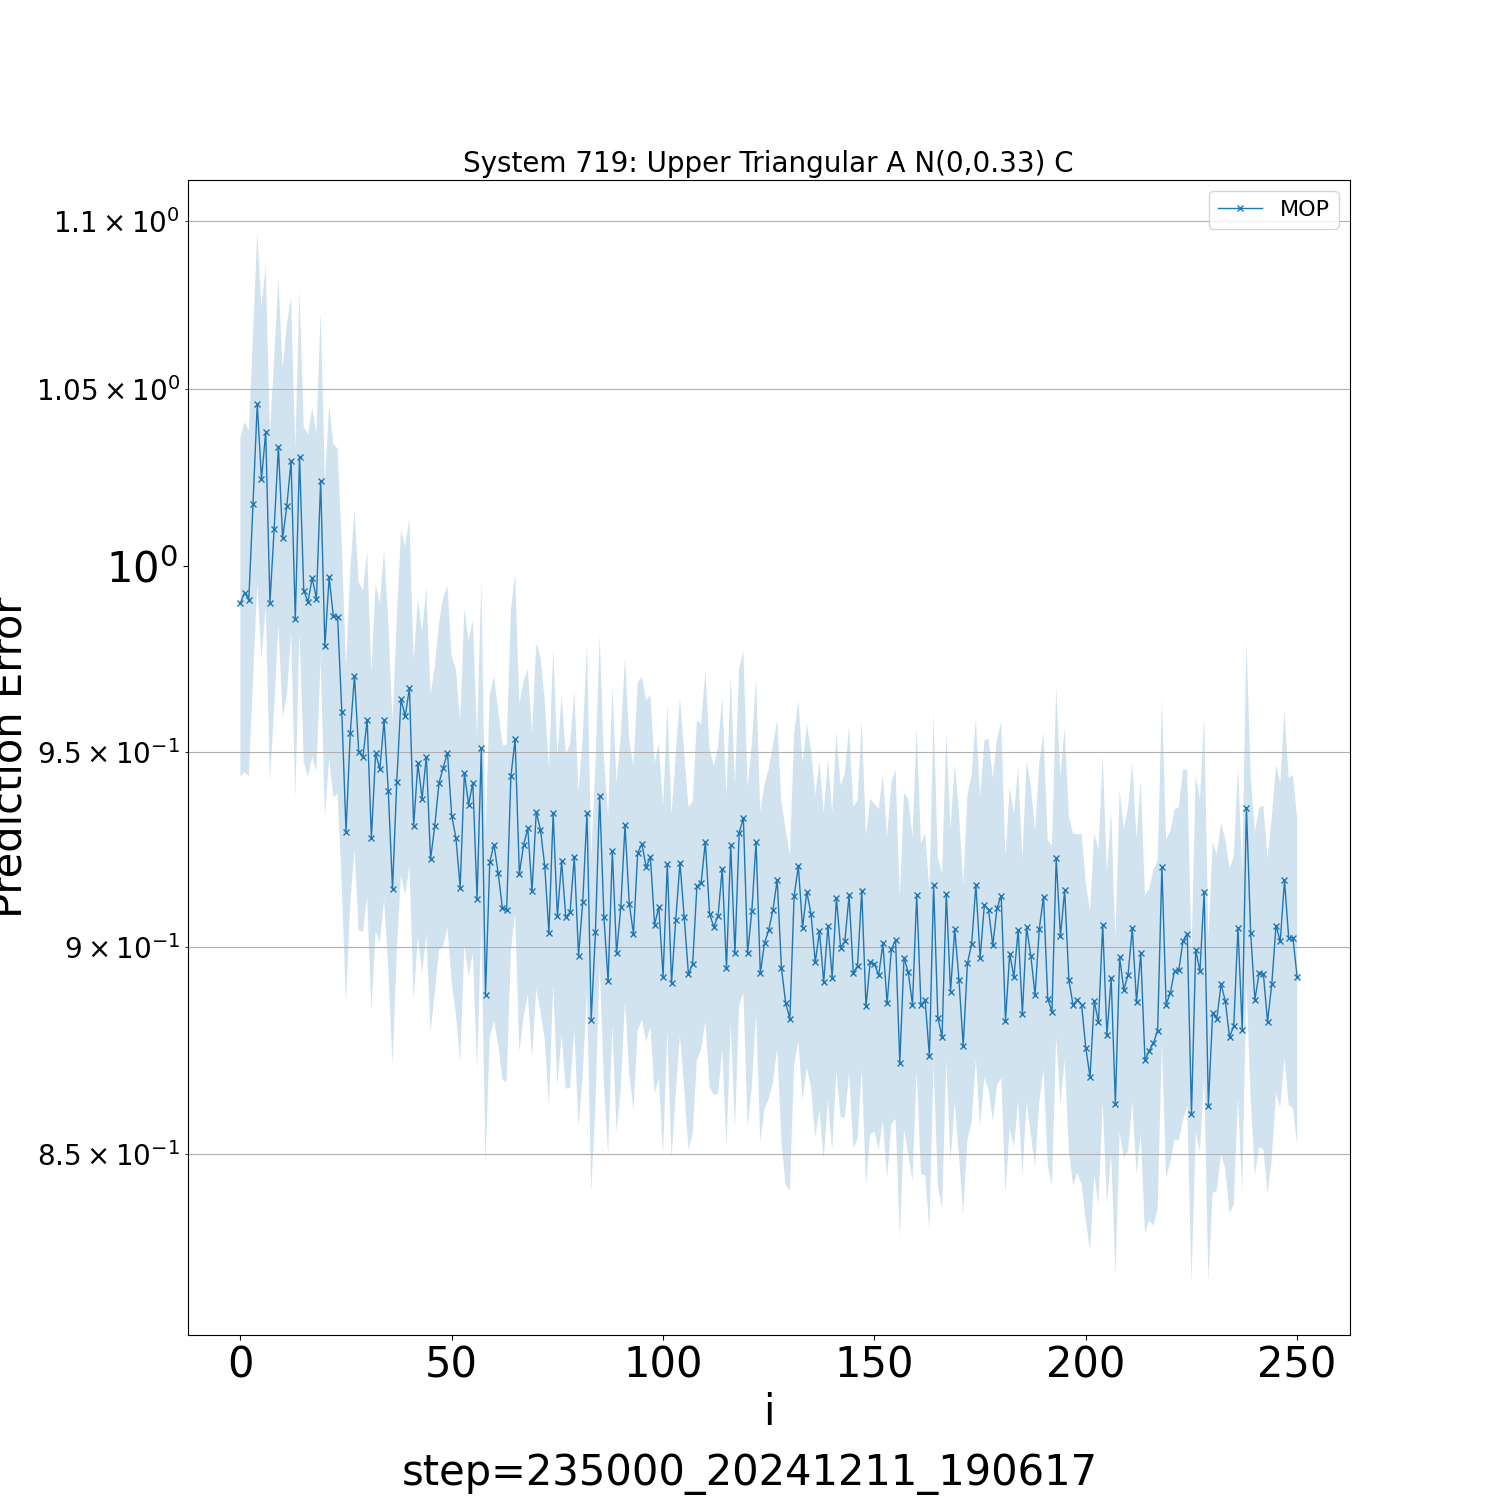 System 719: Upper Triangular A N(0,0.33) C
MOP
1.1 × 10⁰
1.05 × 10⁰
10⁰
9.5 × 10⁻¹
9 × 10⁻¹
8.5 × 10⁻¹
Prediction Error
0 50 100 150 200 250
i
step=235000_20241211_190617